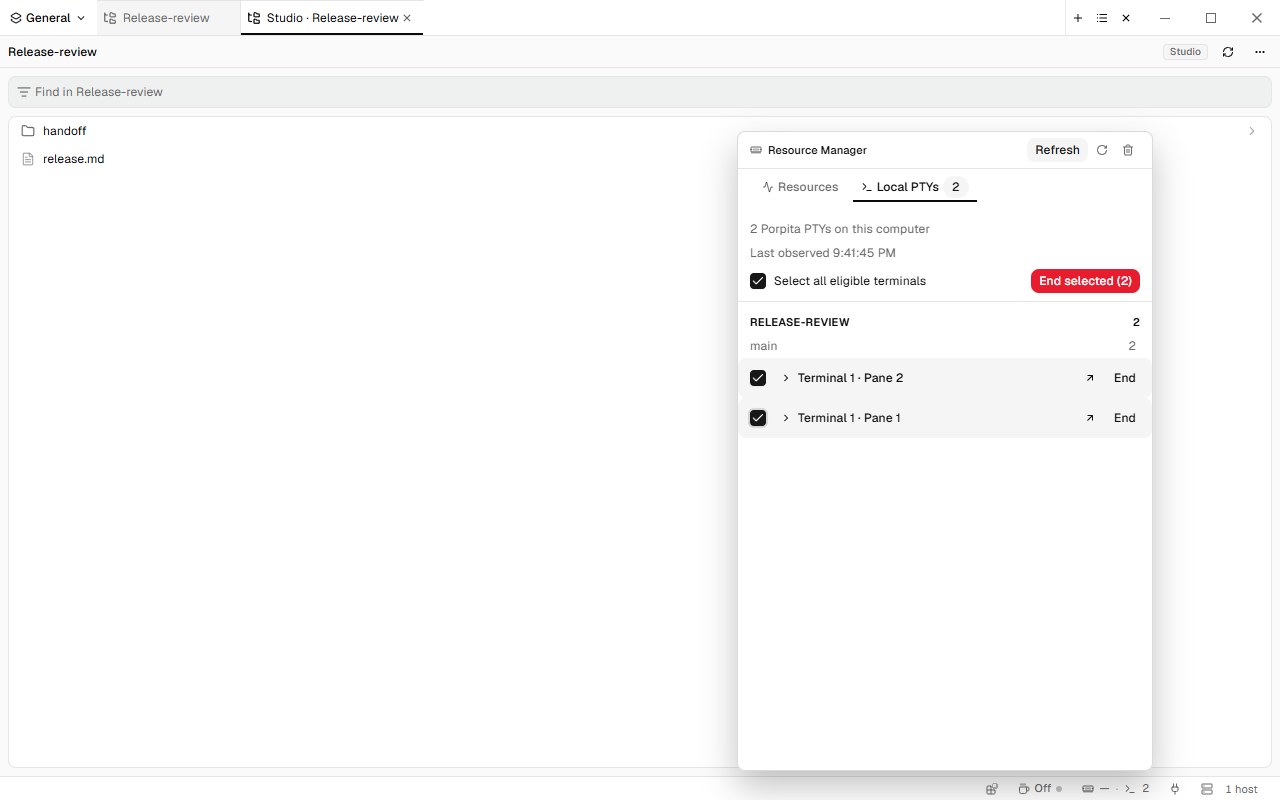 General
Release-review
Studio · Release-review
Release-review
Studio
Find in Release-review
handoff
release.md
Resource Manager
Refresh
Resources
Local PTYs 2
2 Porpita PTYs on this computer
Last observed 9:41:45 PM
Select all eligible terminals
End selected (2)
RELEASE-REVIEW 2
main 2
Terminal 1 · Pane 2 End
Terminal 1 · Pane 1 End
Off — · 2 1 host